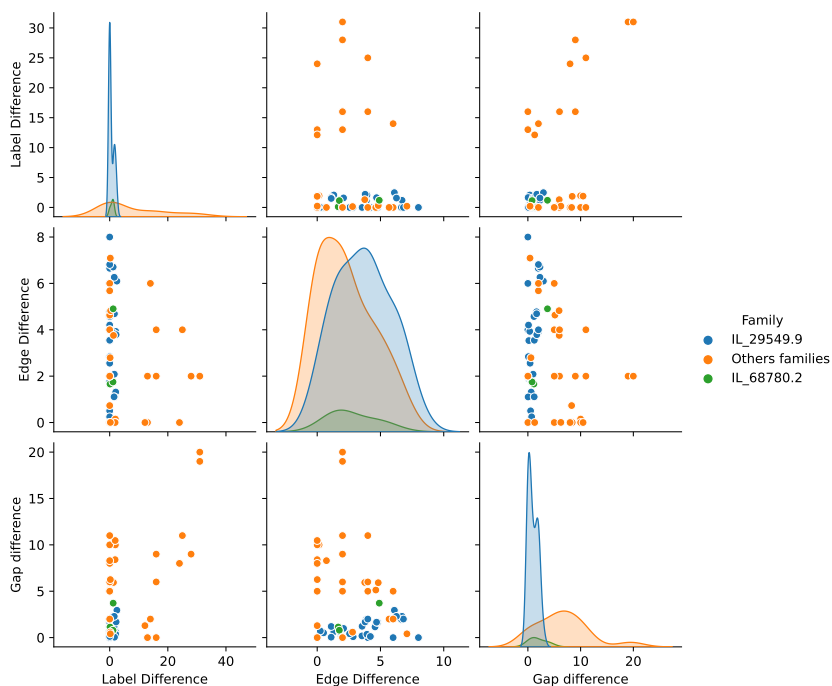 Label Difference
30
25
20
15
10
5
0
Edge Difference
8
6
4
2
0
Family
IL_29549.9
Others families
IL_68780.2
Gap difference
20
15
10
5
0
0 20 40
0 5 10
0 10 20
Label Difference
Edge Difference
Gap difference